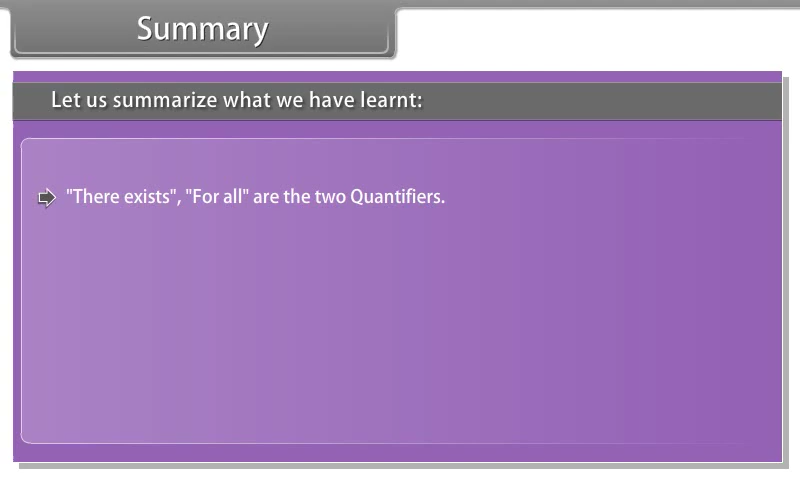 Summary
Let us summarize what we have learnt:
"There exists", "For all" are the two Quantifiers.